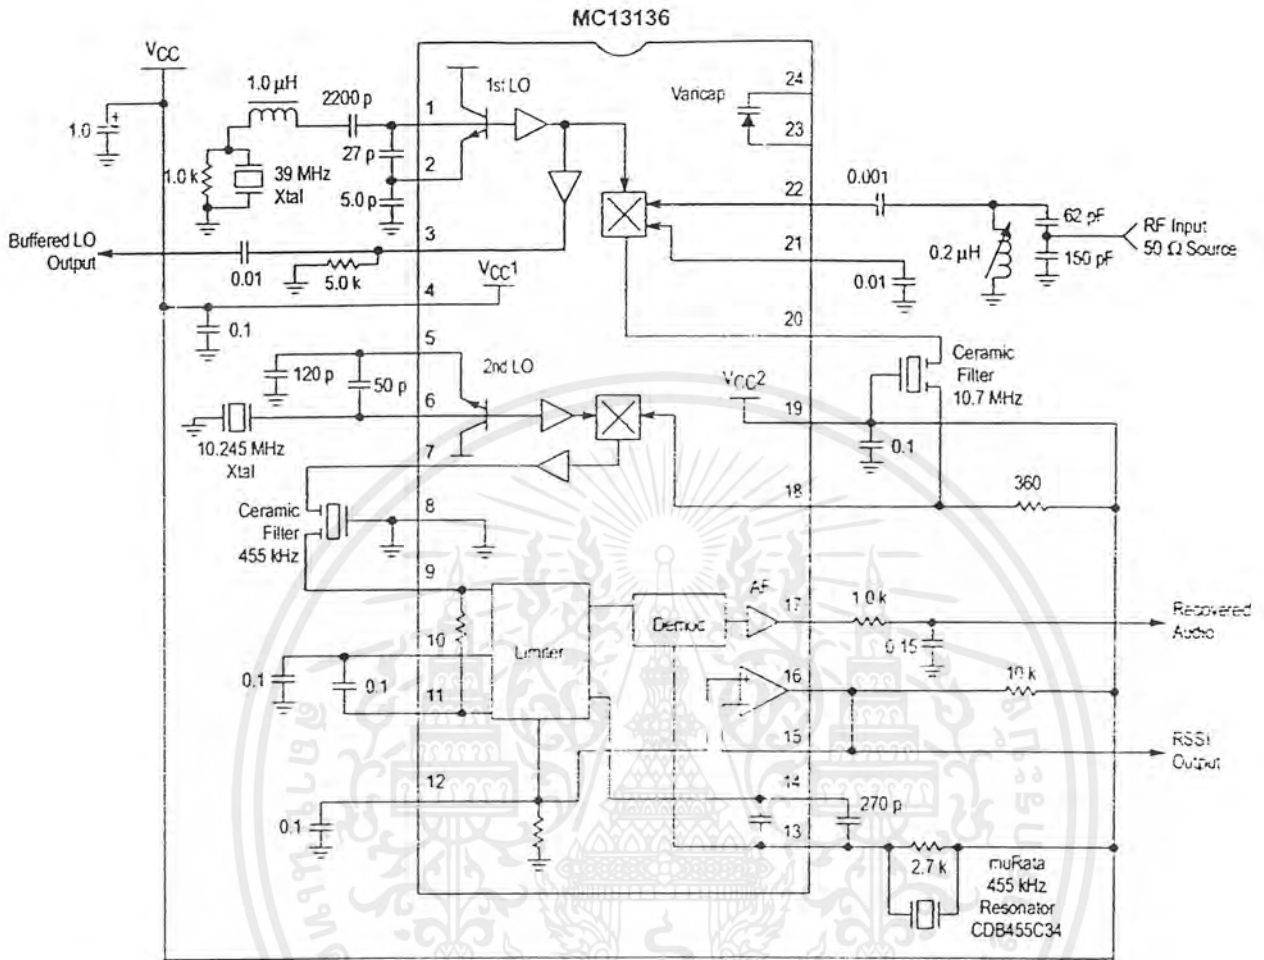 MC13136
VCC
1.0 µH
2200 p
1.0
1st LO
Varicap
1
2
27 p
1.0 k
39 MHz
Xtal
5.0 p
24
23
22
0.001
62 pF
RF Input
50 Ω Source
150 pF
0.2 µH
21
0.01
Buffered LO
Output
3
0.01
5.0 k
VCC1
4
0.1
20
5
120 p
50 p
2nd LO
6
10.245 MHz
Xtal
7
VCC2
19
Ceramic
Filter
10.7 MHz
0.1
18
360
Ceramic
Filter
455 kHz
8
9
10
0.1
0.1
11
Limiter
Demod
AF
17
1.0 k
0.15
Recovered
Audio
16
10 k
15
RSSI
Output
12
0.1
14
270 p
13
2.7 k
muRata
455 kHz
Resonator
CDB455C34